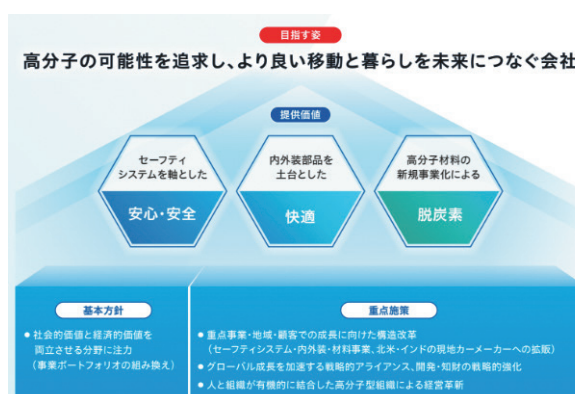 目指す姿
高分子の可能性を追求し、より良い移動と暮らしを未来につなぐ会社
提供価値
セーフティ
システムを軸とした
安心・安全
内外装部品を
土台とした
快適
高分子材料の
新規事業化による
脱炭素
基本方針
● 社会的価値と経済的価値を
両立させる分野に注力
(事業ポートフォリオの組み換え)
重点施策
● 重点事業・地域・顧客での成長に向けた構造改革
(セーフティシステム・内外装・材料事業、北米・インドの現地カーメーカーへの拡販)
● グローバル成長を加速する戦略的アライアンス、開発・知財の戦略的強化
● 人と組織が有機的に結合した高分子型組織による経営革新